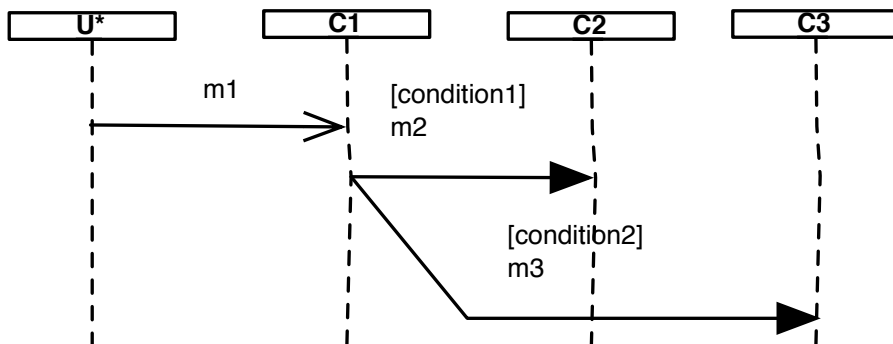 U*
C1
C2
C3
m1
[condition1]
m2
[condition2]
m3